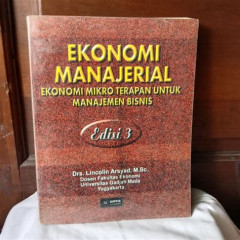 EKONOMI
MANAJERIAL
EKONOMI MIKRO TERAPAN UNTUK
MANAJEMEN BISNIS
Edisi 3
Drs. Lincolin Arsyad, M.Sc.
Dosen Fakultas Ekonomi
Universitas Gadjah Mada
Yogyakarta